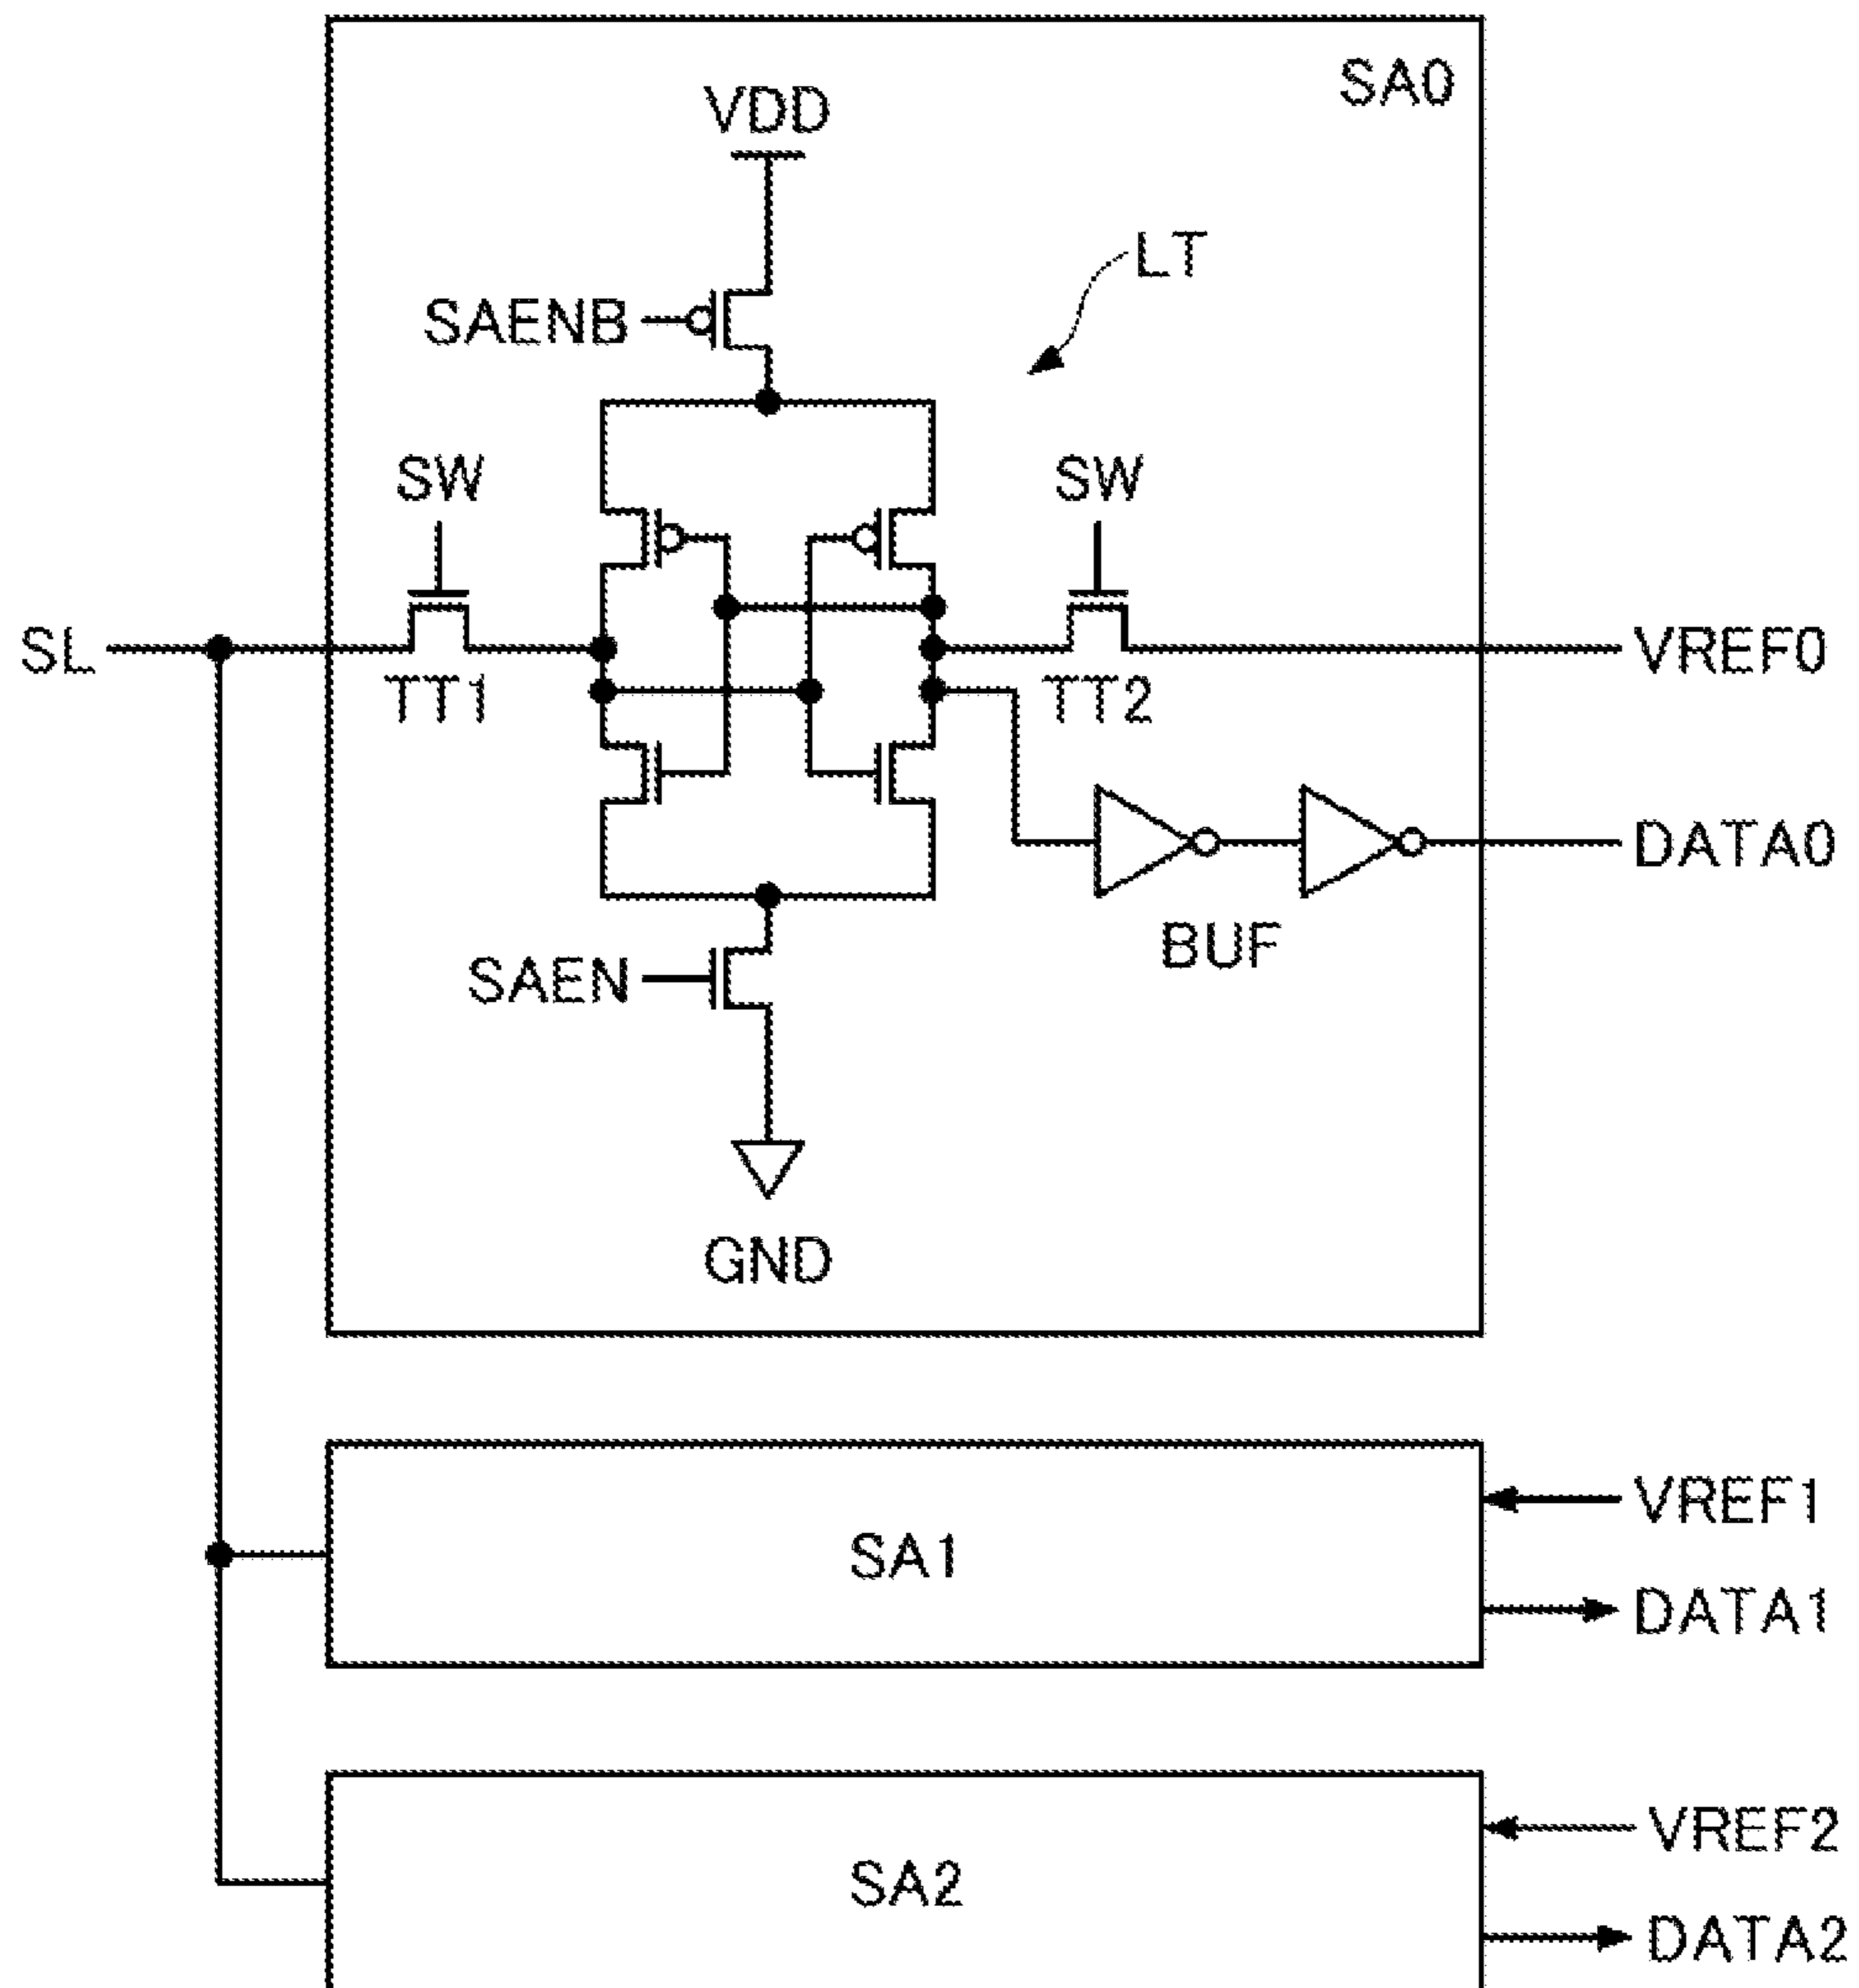 SA0
VDD
LT
SAENB
SW
SW
SL
TT1
TT2
VREF0
DATA0
BUF
SAEN
GND
VREF1
SA1
DATA1
VREF2
SA2
DATA2